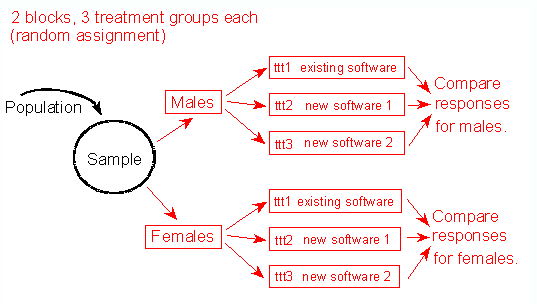 2 blocks, 3 treatment groups each
(random assignment)
Population
Sample
Males
ttt1 existing software
ttt2 new software 1
ttt3 new software 2
Compare
responses
for males.
Females
ttt1 existing software
ttt2 new software 1
ttt3 new software 2
Compare
responses
for females.